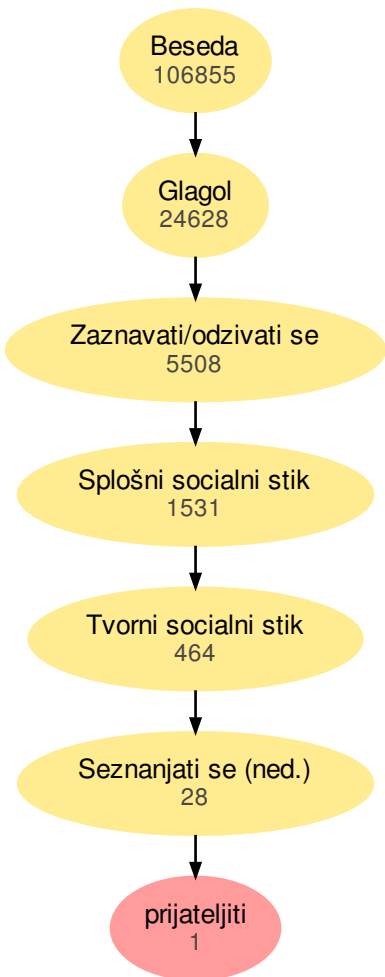 Beseda
106855
Glagol
24628
Zaznavati/odzivati se
5508
Splošni socialni stik
1531
Tvorni socialni stik
464
Seznanjati se (ned.)
28
prijateljiti
1